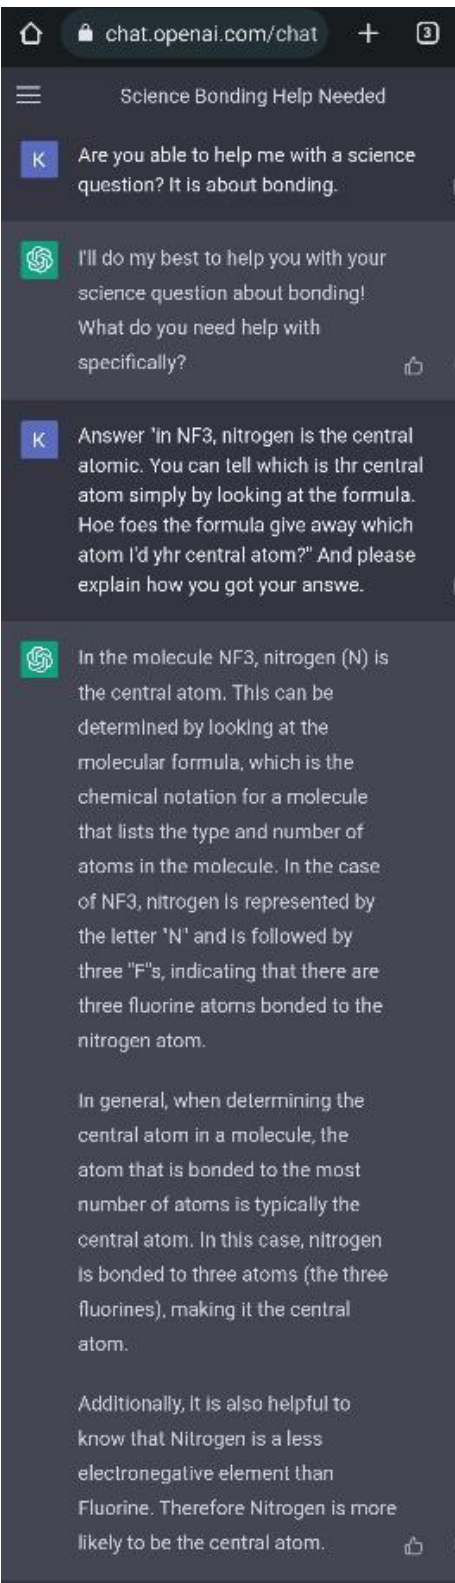 chat.openai.com/chat + 3
Science Bonding Help Needed
K
Are you able to help me with a science
question? It is about bonding.
I'll do my best to help you with your
science question about bonding!
What do you need help with
specifically?
K
Answer "in NF3, nitrogen is the central
atomic. You can tell which is thr central
atom simply by looking at the formula.
Hoe foes the formula give away which
atom I'd yhr central atom?" And please
explain how you got your answe.
In the molecule NF3, nitrogen (N) is
the central atom. This can be
determined by looking at the
molecular formula, which is the
chemical notation for a molecule
that lists the type and number of
atoms in the molecule. In the case
of NF3, nitrogen is represented by
the letter "N" and is followed by
three "F"s, indicating that there are
three fluorine atoms bonded to the
nitrogen atom.
In general, when determining the
central atom in a molecule, the
atom that is bonded to the most
number of atoms is typically the
central atom. In this case, nitrogen
is bonded to three atoms (the three
fluorines), making it the central
atom.
Additionally, it is also helpful to
know that Nitrogen is a less
electronegative element than
Fluorine. Therefore Nitrogen is more
likely to be the central atom.